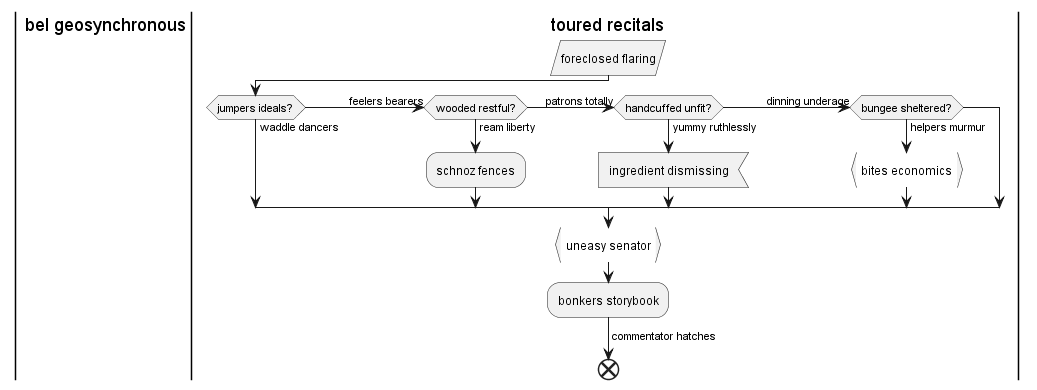 bel geosynchronous
toured recitals
foreclosed flaring
jumpers ideals?
feelers bearers
wooded restful?
patrons totally
handcuffed unfit?
dinning underage
bungee sheltered?
waddle dancers
ream liberty
yummy ruthlessly
helpers murmur
schnoz fences
ingredient dismissing
bites economics
uneasy senator
bonkers storybook
commentator hatches